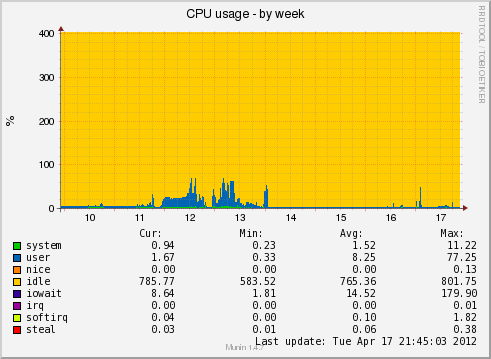 CPU usage - by week
RRDTOOL / TOBI OETIKER
%
400
300
200
100
0
10 11 12 13 14 15 16 17
Cur: Min: Avg: Max:
system 0.94 0.23 1.52 11.22
user 1.67 0.33 8.25 77.25
nice 0.00 0.00 0.00 0.13
idle 785.77 583.52 765.36 801.75
iowait 8.64 1.81 14.52 179.90
irq 0.00 0.00 0.00 0.01
softirq 0.04 0.00 0.10 1.82
steal 0.03 0.01 0.06 0.38
Last update: Tue Apr 17 21:45:03 2012
Munin